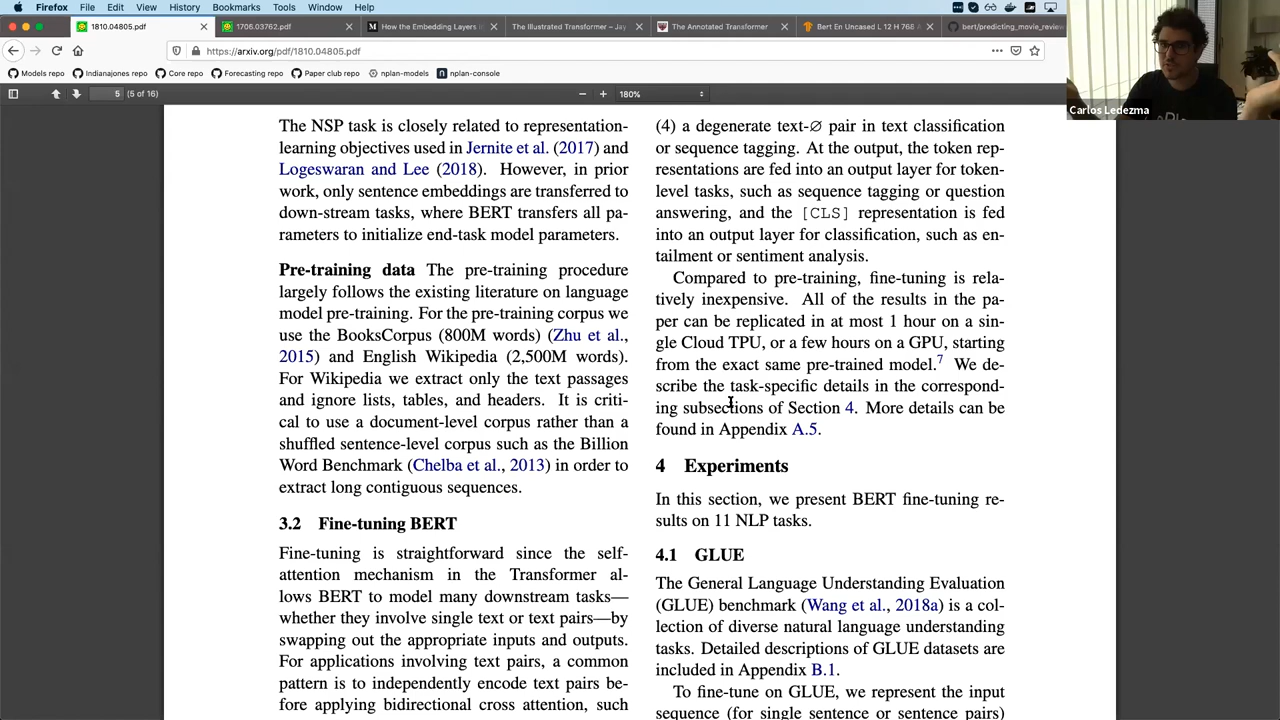 Firefox File Edit View History Bookmarks Tools Window Help
1810.04805.pdf
1706.03762.pdf
How the Embedding Layers i
The Illustrated Transformer – Jay
The Annotated Transformer
Bert En Uncased L 12 H 768 A
bert/predicting_movie_review
https://arxiv.org/pdf/1810.04805.pdf
Models repo Indianajones repo Core repo Forecasting repo Paper club repo nplan-models nplan-console
5 (5 of 16) 180%
Carlos Ledezma
The NSP task is closely related to representation-
learning objectives used in Jernite et al. (2017) and
Logeswaran and Lee (2018). However, in prior
work, only sentence embeddings are transferred to
down-stream tasks, where BERT transfers all pa-
rameters to initialize end-task model parameters.
Pre-training data The pre-training procedure
largely follows the existing literature on language
model pre-training. For the pre-training corpus we
use the BooksCorpus (800M words) (Zhu et al.,
2015) and English Wikipedia (2,500M words).
For Wikipedia we extract only the text passages
and ignore lists, tables, and headers. It is criti-
cal to use a document-level corpus rather than a
shuffled sentence-level corpus such as the Billion
Word Benchmark (Chelba et al., 2013) in order to
extract long contiguous sequences.
3.2 Fine-tuning BERT
Fine-tuning is straightforward since the self-
attention mechanism in the Transformer al-
lows BERT to model many downstream tasks—
whether they involve single text or text pairs—by
swapping out the appropriate inputs and outputs.
For applications involving text pairs, a common
pattern is to independently encode text pairs be-
fore applying bidirectional cross attention, such
(4) a degenerate text-∅ pair in text classification
or sequence tagging. At the output, the token rep-
resentations are fed into an output layer for token-
level tasks, such as sequence tagging or question
answering, and the [CLS] representation is fed
into an output layer for classification, such as en-
tailment or sentiment analysis.
Compared to pre-training, fine-tuning is rela-
tively inexpensive. All of the results in the pa-
per can be replicated in at most 1 hour on a sin-
gle Cloud TPU, or a few hours on a GPU, starting
from the exact same pre-trained model.7 We de-
scribe the task-specific details in the correspond-
ing subsections of Section 4. More details can be
found in Appendix A.5.
4 Experiments
In this section, we present BERT fine-tuning re-
sults on 11 NLP tasks.
4.1 GLUE
The General Language Understanding Evaluation
(GLUE) benchmark (Wang et al., 2018a) is a col-
lection of diverse natural language understanding
tasks. Detailed descriptions of GLUE datasets are
included in Appendix B.1.
To fine-tune on GLUE, we represent the input
sequence (for single sentence or sentence pairs)